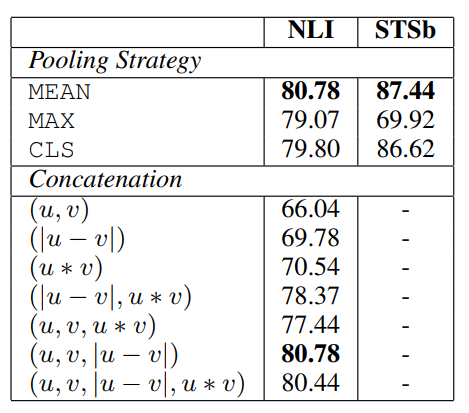 NLI STSb
Pooling Strategy
MEAN 80.78 87.44
MAX 79.07 69.92
CLS 79.80 86.62
Concatenation
(u, v) 66.04 -
(|u − v|) 69.78 -
(u ∗ v) 70.54 -
(|u − v|, u ∗ v) 78.37 -
(u, v, u ∗ v) 77.44 -
(u, v, |u − v|) 80.78 -
(u, v, |u − v|, u ∗ v) 80.44 -